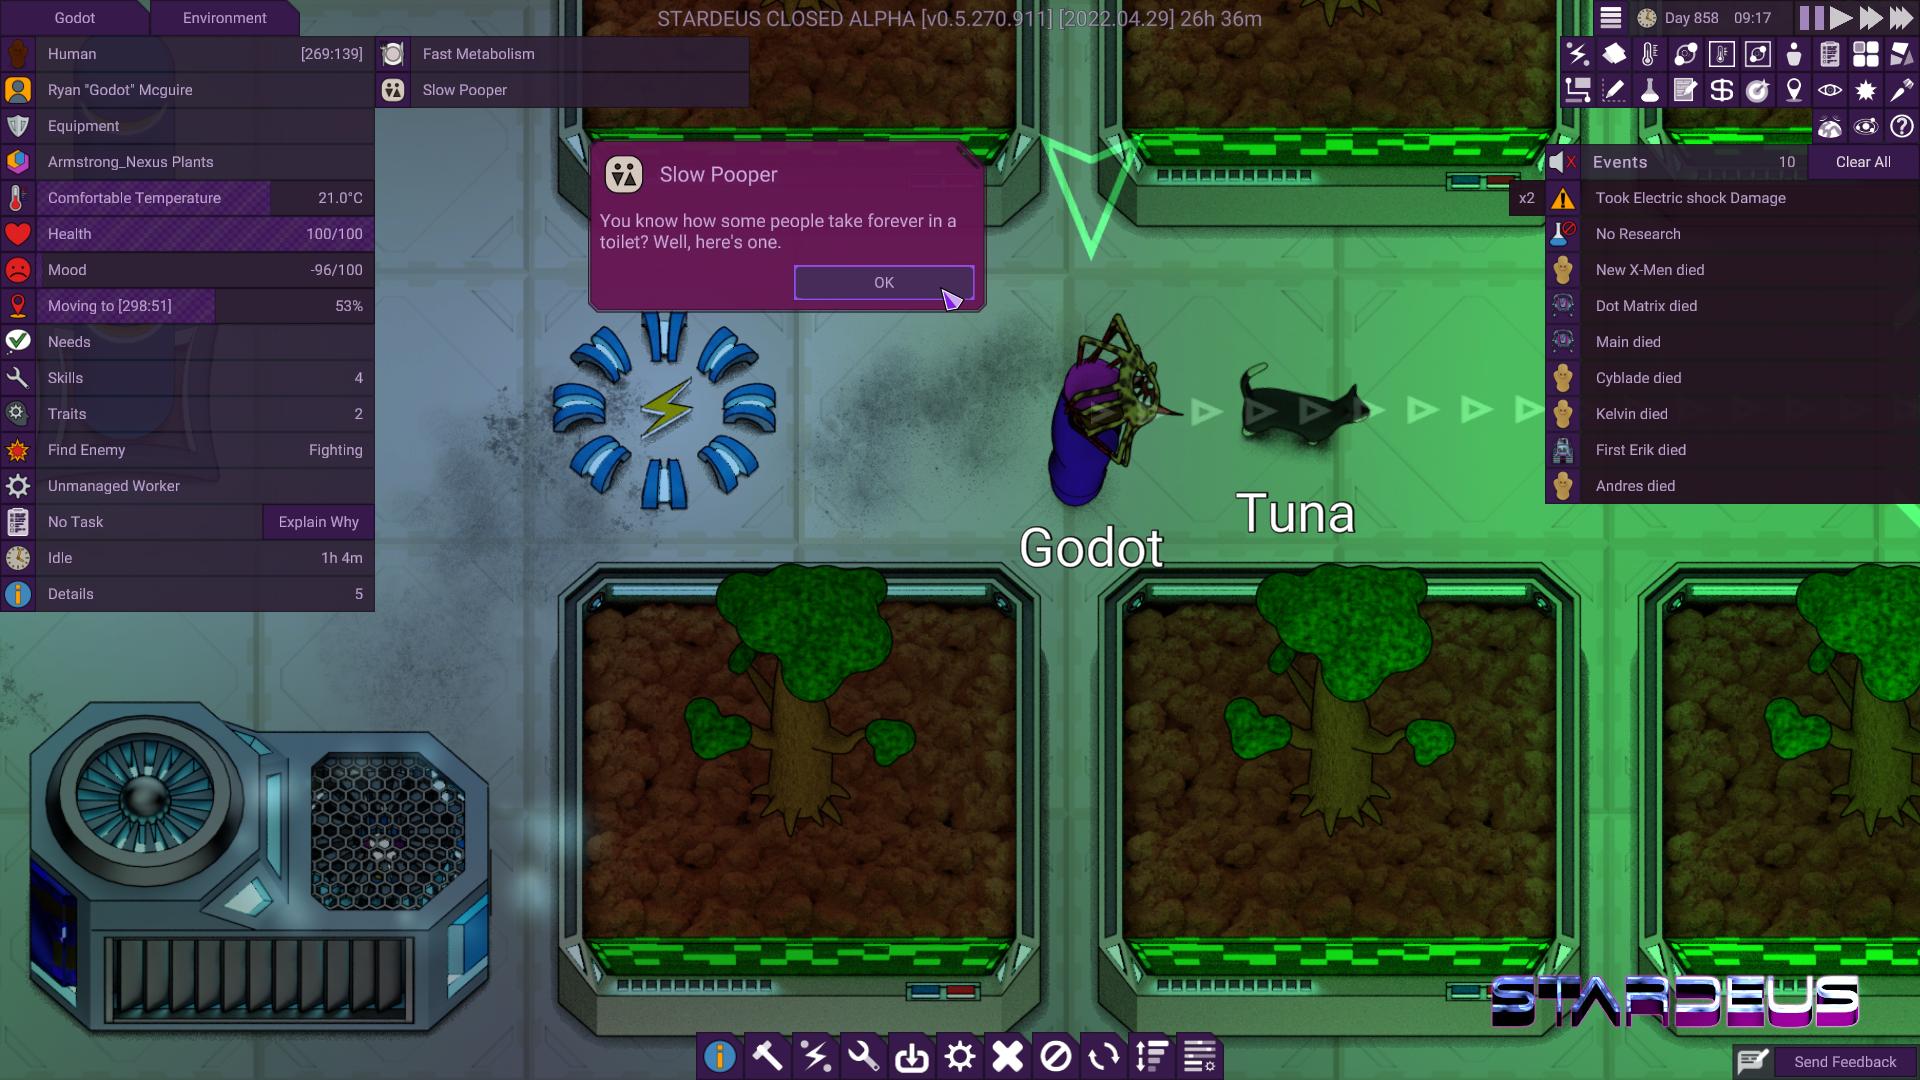 Godot Environment
STARDEUS CLOSED ALPHA [v0.5.270.911] [2022.04.29] 26h 36m
Day 858 09:17
Human [269:139]
Ryan "Godot" Mcguire
Equipment
Armstrong_Nexus Plants
Comfortable Temperature 21.0°C
Health 100/100
Mood -96/100
Moving to [298:51] 53%
Needs
Skills 4
Traits 2
Find Enemy Fighting
Unmanaged Worker
No Task Explain Why
Idle 1h 4m
Details 5
Fast Metabolism
Slow Pooper
Slow Pooper
You know how some people take forever in a
toilet? Well, here's one.
OK
Events 10 Clear All
x2 Took Electric shock Damage
No Research
New X-Men died
Dot Matrix died
Main died
Cyblade died
Kelvin died
First Erik died
Andres died
Tuna
Godot
STARDEUS
Send Feedback